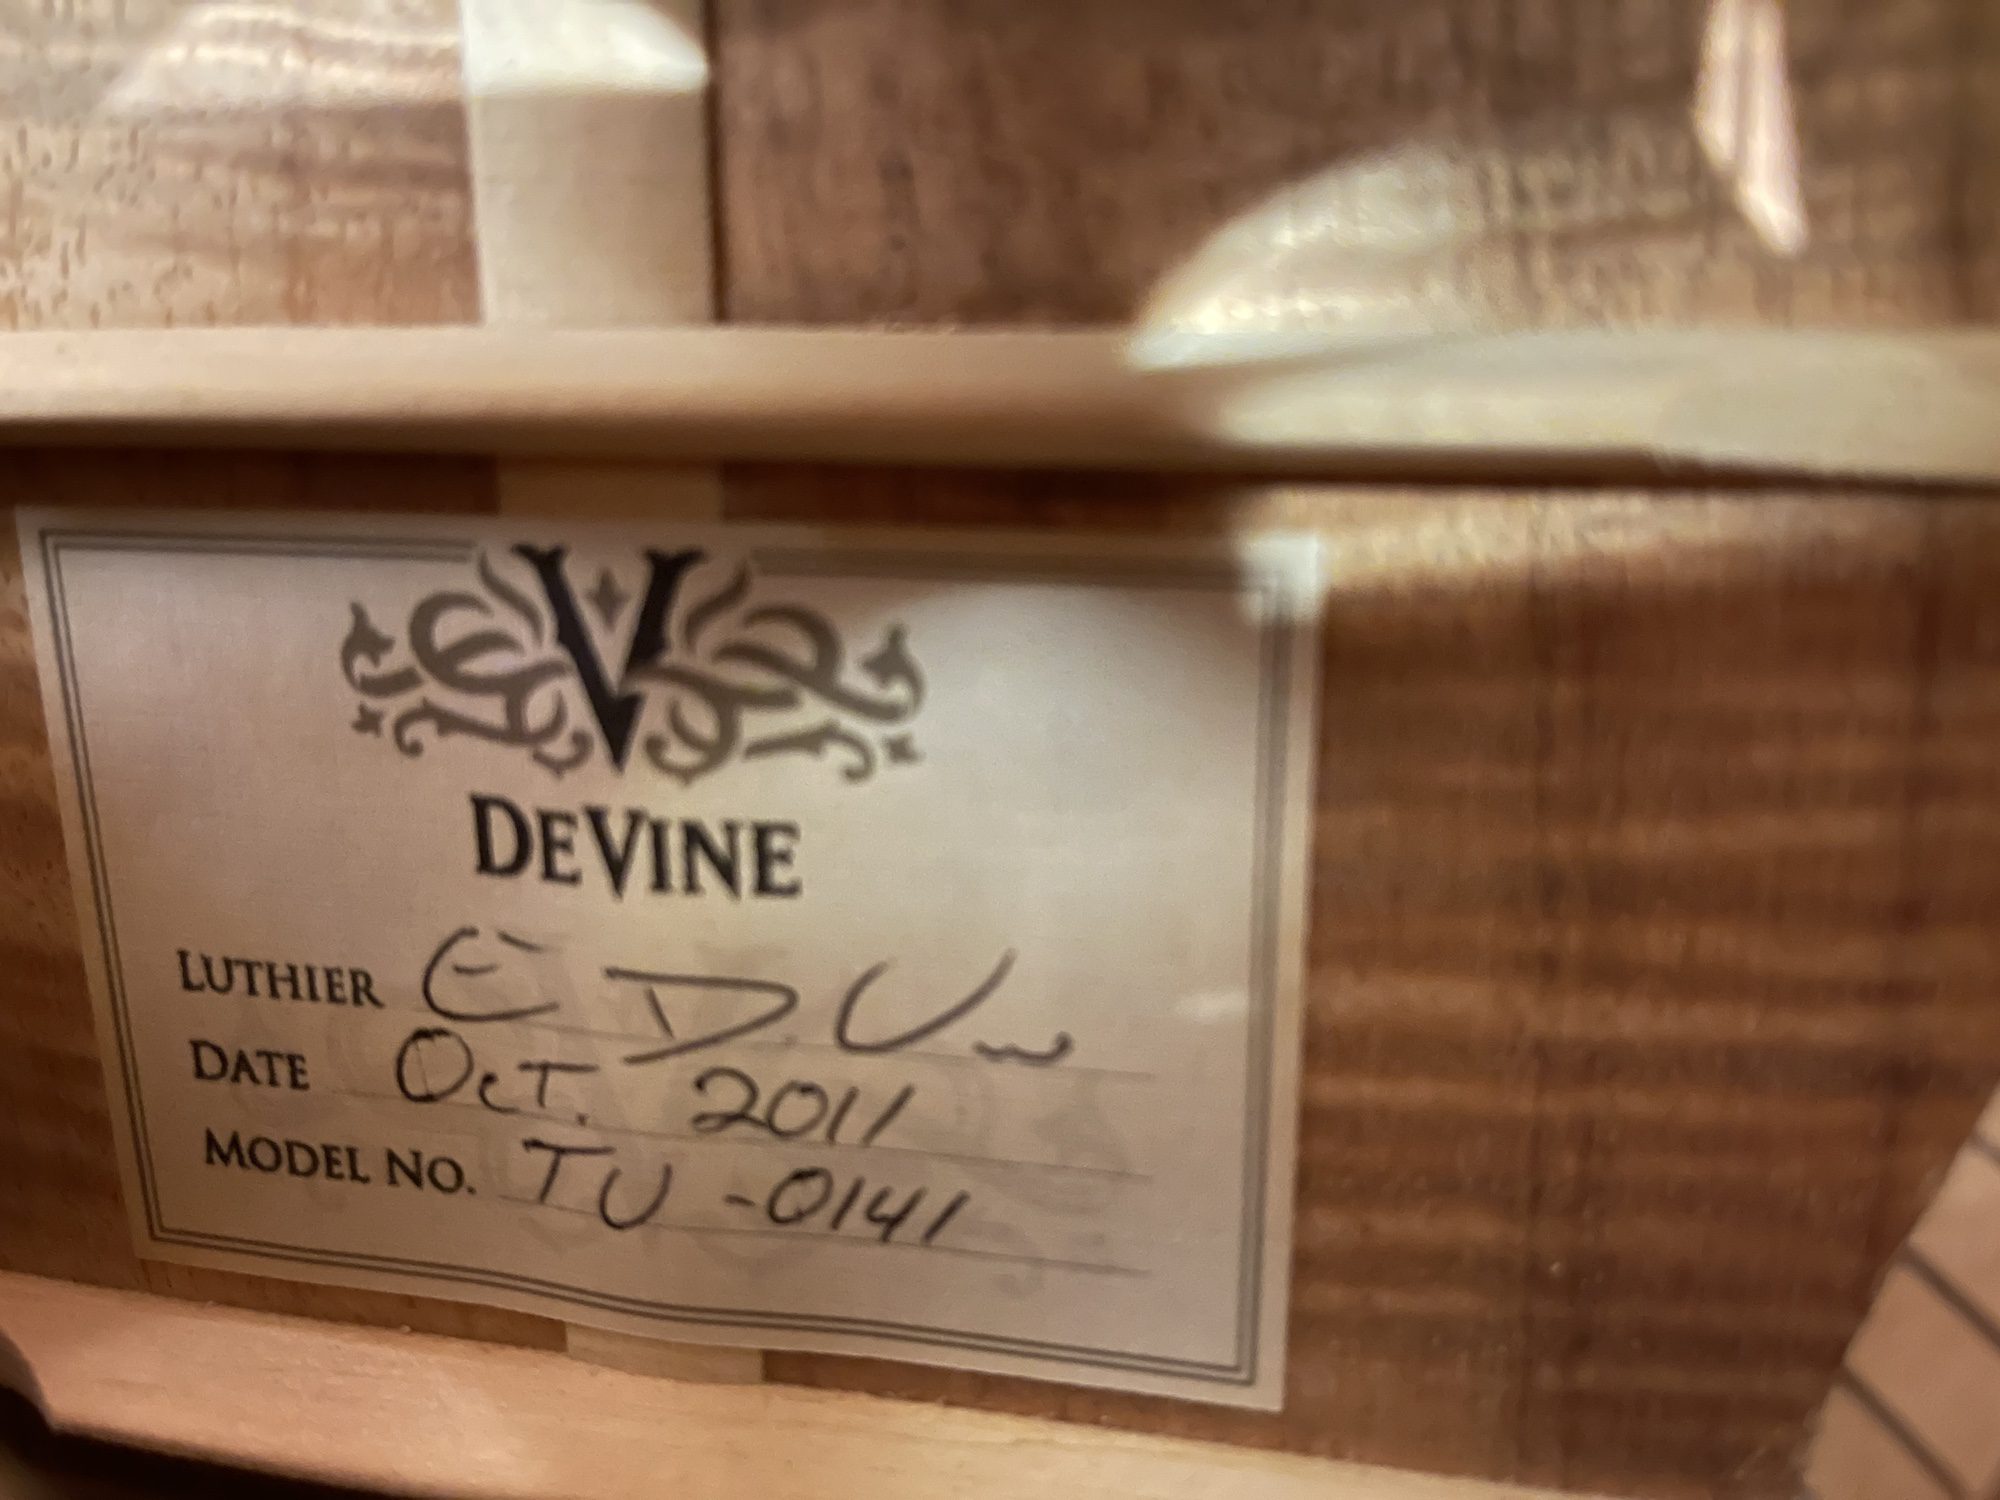 V
DEVINE
LUTHIER E D.V
DATE Oct. 2011
MODEL NO. TU-0141